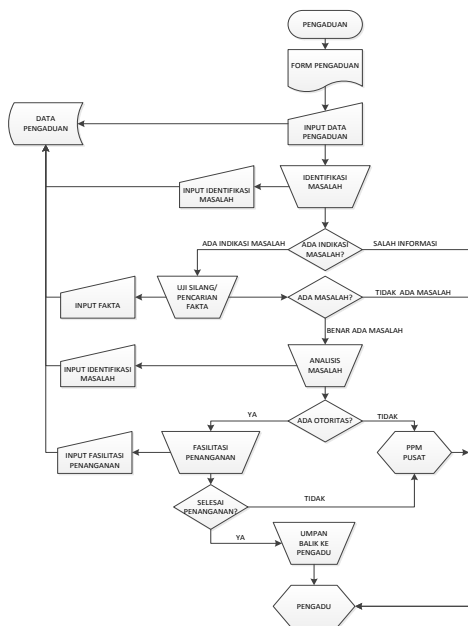 PENGADUAN
FORM PENGADUAN
DATA
PENGADUAN
INPUT DATA
PENGADUAN
IDENTIFIKASI
MASALAH
INPUT IDENTIFIKASI
MASALAH
ADA INDIKASI MASALAH
ADA INDIKASI
MASALAH?
SALAH INFORMASI
UJI SILANG/
PENCARIAN
FAKTA
INPUT FAKTA
ADA MASALAH?
TIDAK ADA MASALAH
BENAR ADA MASALAH
ANALISIS
MASALAH
INPUT IDENTIFIKASI
MASALAH
YA
ADA OTORITAS?
TIDAK
FASILITASI
PENANGANAN
INPUT FASILITASI
PENANGANAN
PPM
PUSAT
SELESAI
PENANGANAN?
TIDAK
YA
UMPAN
BALIK KE
PENGADU
PENGADU